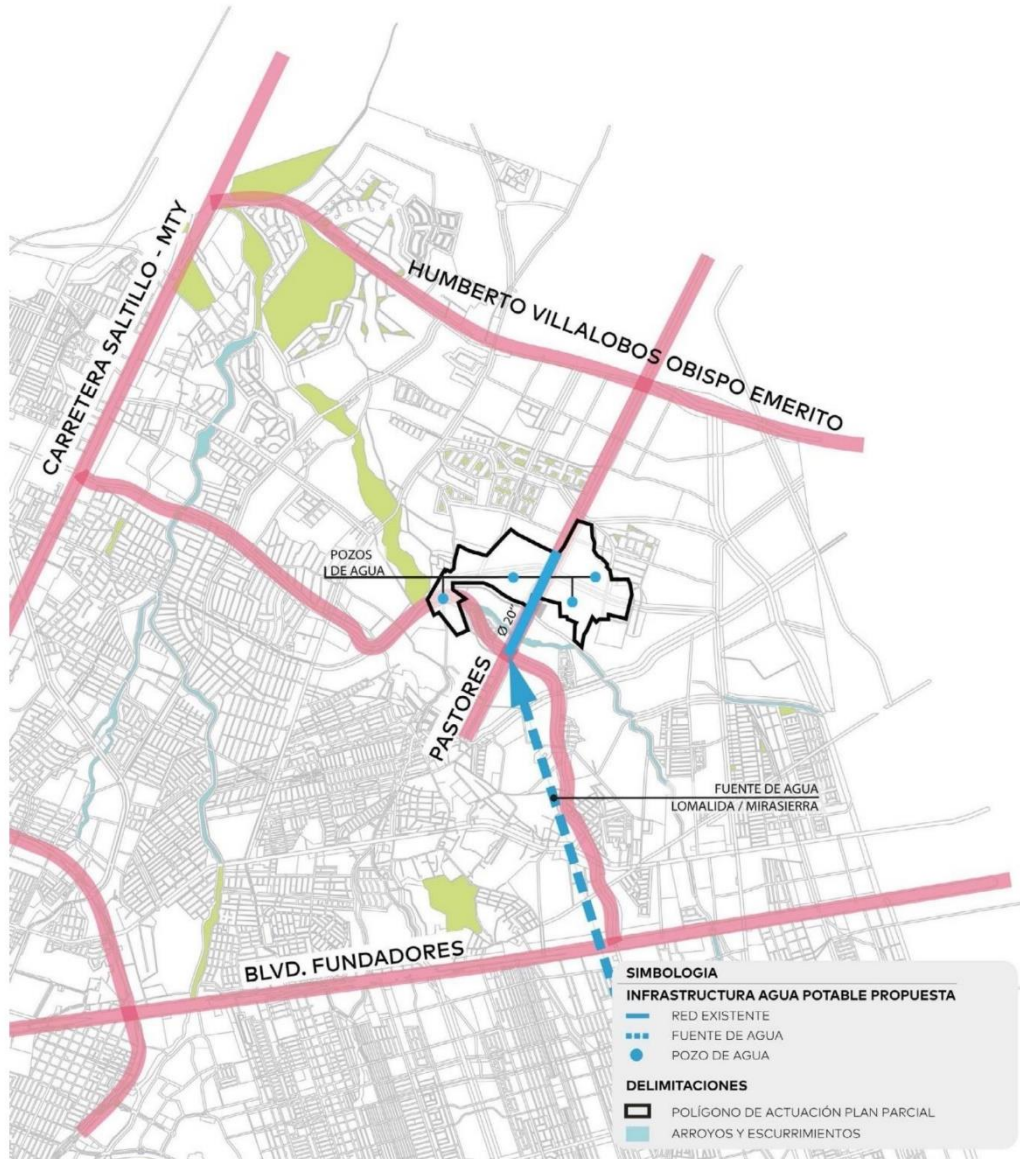 CARRETERA SALTILLO - MTY
HUMBERTO VILLALOBOS OBISPO EMERITO
POZOS
DE AGUA
Ø 20"
PASTORES
FUENTE DE AGUA
LOMALIDA / MIRASIERRA
BLVD. FUNDADORES
SIMBOLOGIA
INFRASTRUCTURA AGUA POTABLE PROPUESTA
RED EXISTENTE
FUENTE DE AGUA
POZO DE AGUA
DELIMITACIONES
POLÍGONO DE ACTUACIÓN PLAN PARCIAL
ARROYOS Y ESCURRIMIENTOS